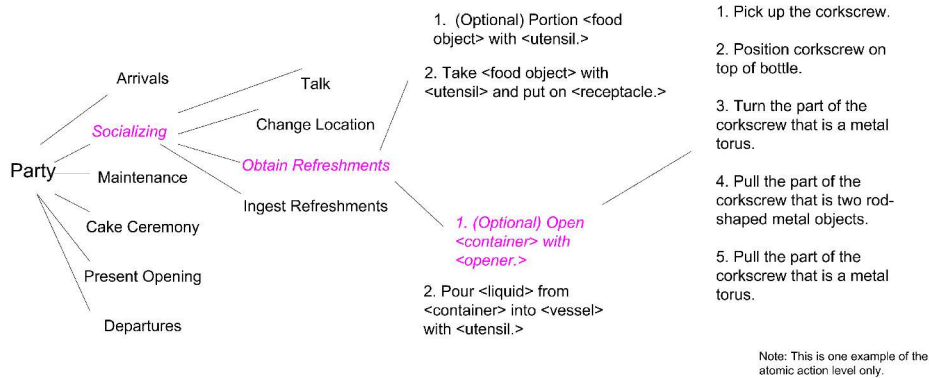 Party
Arrivals
Socializing
Maintenance
Cake Ceremony
Present Opening
Departures
Talk
Change Location
Obtain Refreshments
Ingest Refreshments
1. (Optional) Portion <food
object> with <utensil.>
2. Take <food object> with
<utensil> and put on <receptacle.>
1. (Optional) Open
<container> with
<opener.>
2. Pour <liquid> from
<container> into <vessel>
with <utensil.>
1. Pick up the corkscrew.
2. Position corkscrew on
top of bottle.
3. Turn the part of the
corkscrew that is a metal
torus.
4. Pull the part of the
corkscrew that is two rod-
shaped metal objects.
5. Pull the part of the
corkscrew that is a metal
torus.
Note: This is one example of the
atomic action level only.